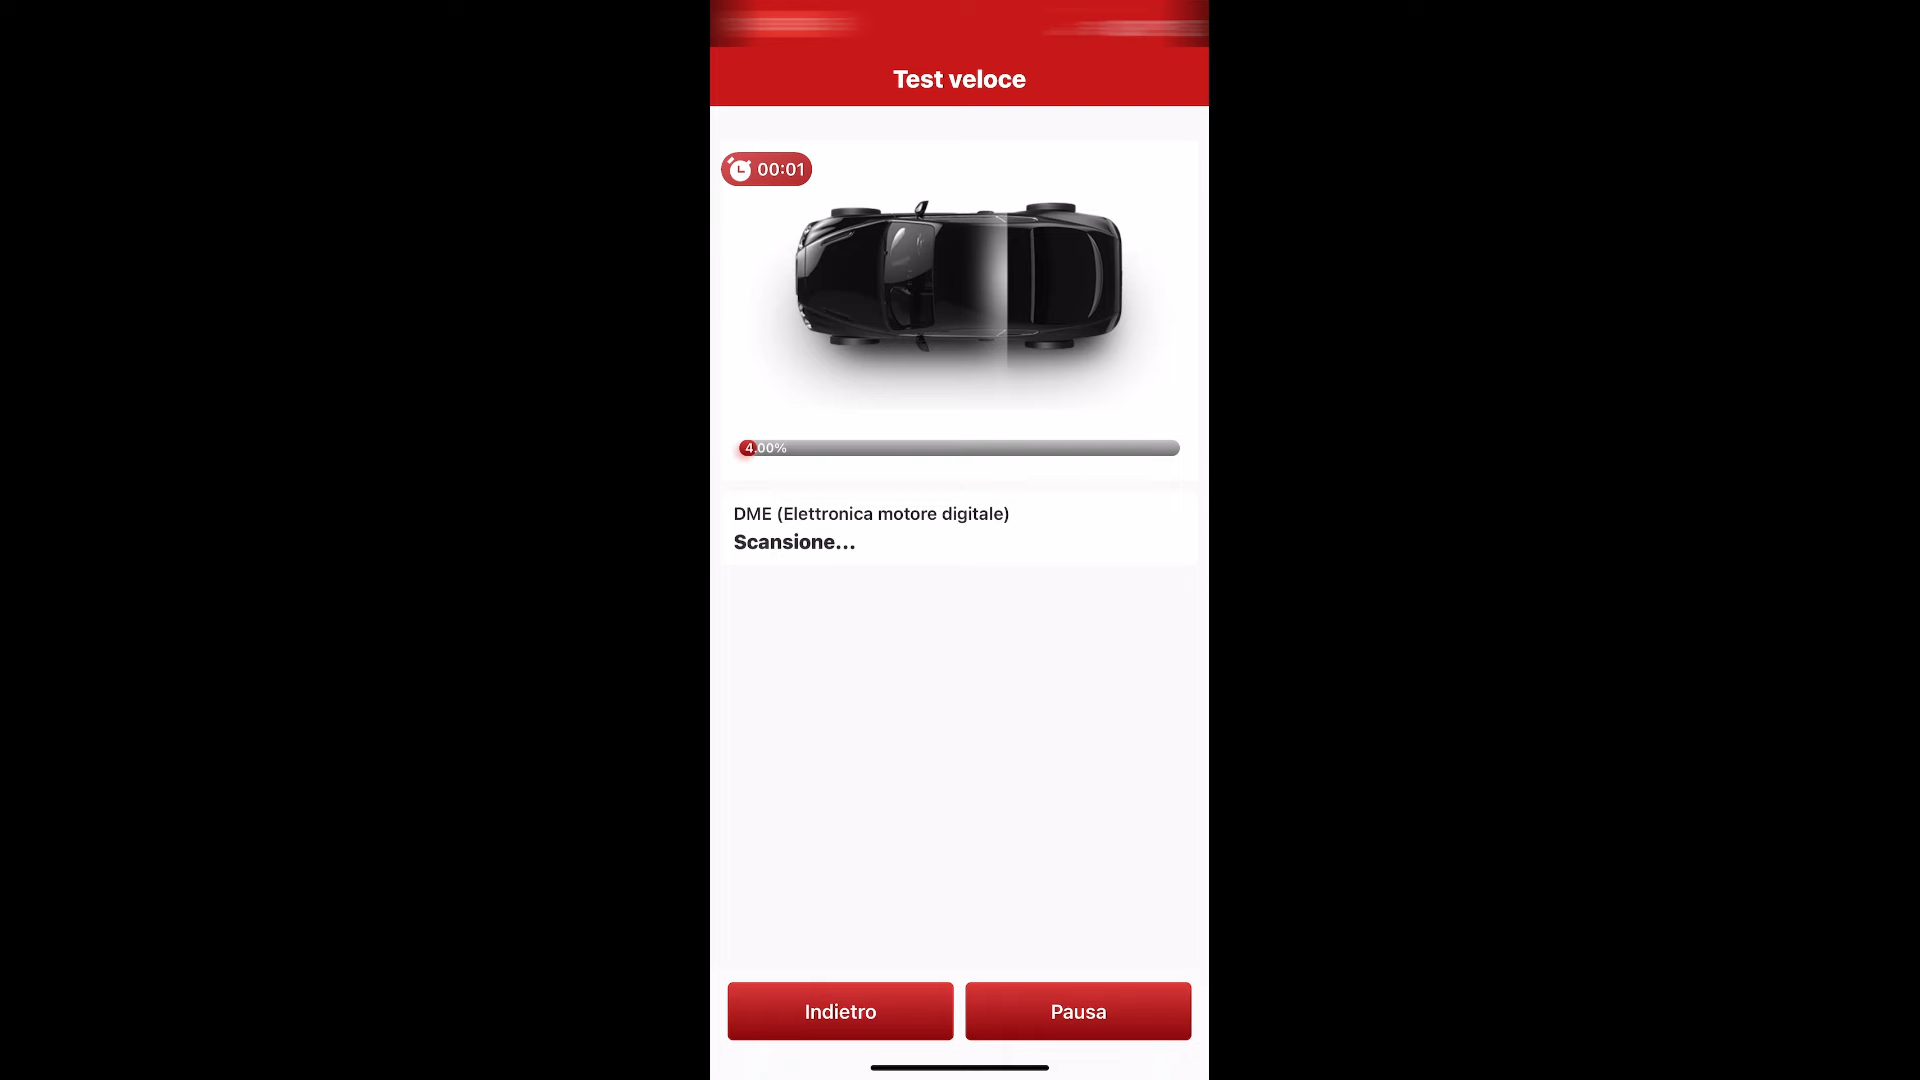 Test veloce
00:01
4.00%
DME (Elettronica motore digitale)
Scansione...
Indietro
Pausa